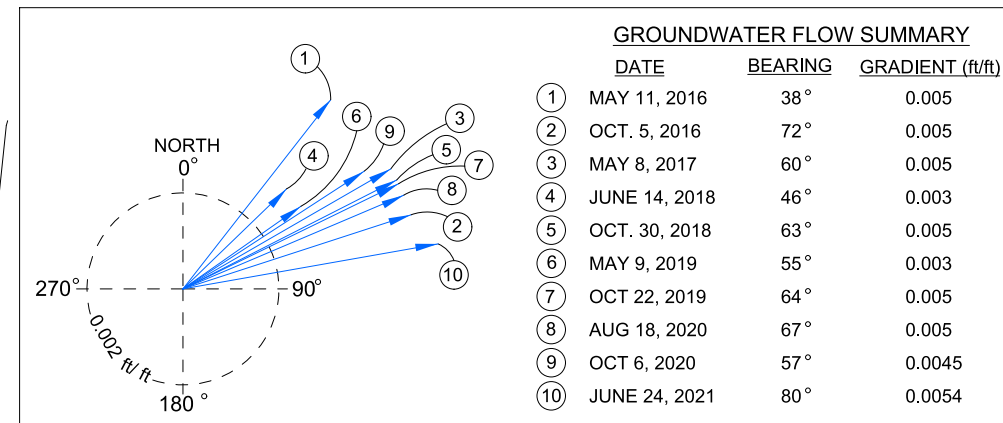 GROUNDWATER FLOW SUMMARY
DATE BEARING GRADIENT (ft/ft)
1 MAY 11, 2016 38° 0.005
2 OCT. 5, 2016 72° 0.005
3 MAY 8, 2017 60° 0.005
4 JUNE 14, 2018 46° 0.003
5 OCT. 30, 2018 63° 0.005
6 MAY 9, 2019 55° 0.003
7 OCT 22, 2019 64° 0.005
8 AUG 18, 2020 67° 0.005
9 OCT 6, 2020 57° 0.0045
10 JUNE 24, 2021 80° 0.0054
1
6
9
3
5
4
7
8
2
10
NORTH
0°
270°
90°
0.002 ft/ ft
180 °